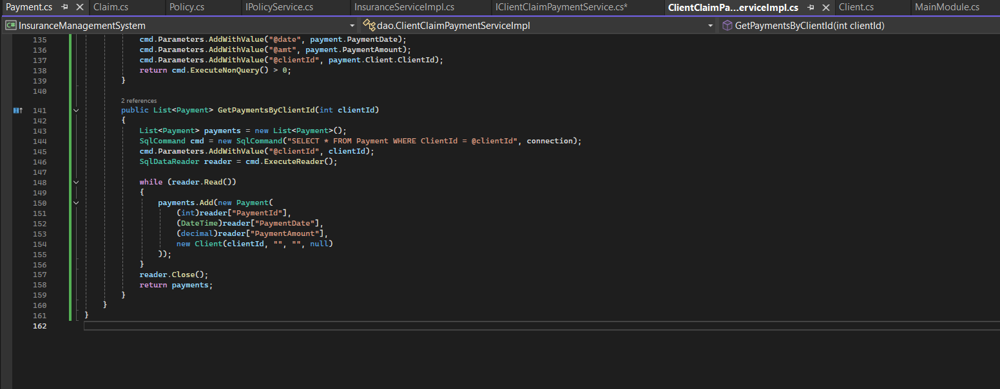 Payment.cs
Claim.cs
Policy.cs
IPolicyService.cs
InsuranceServiceImpl.cs
IClientClaimPaymentService.cs*
ClientClaimPa...erviceImpl.cs
Client.cs
MainModule.cs
C# InsuranceManagementSystem
dao.ClientClaimPaymentServiceImpl
GetPaymentsByClientId(int clientId)
135 cmd.Parameters.AddWithValue("@date", payment.PaymentDate);
136 cmd.Parameters.AddWithValue("@amt", payment.PaymentAmount);
137 cmd.Parameters.AddWithValue("@clientId", payment.Client.ClientId);
138 return cmd.ExecuteNonQuery() > 0;
139 }
140
2 references
141 public List<Payment> GetPaymentsByClientId(int clientId)
142 {
143 List<Payment> payments = new List<Payment>();
144 SqlCommand cmd = new SqlCommand("SELECT * FROM Payment WHERE ClientId = @clientId", connection);
145 cmd.Parameters.AddWithValue("@clientId", clientId);
146 SqlDataReader reader = cmd.ExecuteReader();
147
148 while (reader.Read())
149 {
150 payments.Add(new Payment(
151 (int)reader["PaymentId"],
152 (DateTime)reader["PaymentDate"],
153 (decimal)reader["PaymentAmount"],
154 new Client(clientId, "", "", null)
155 ));
156 }
157 reader.Close();
158 return payments;
159 }
160 }
161 }
162